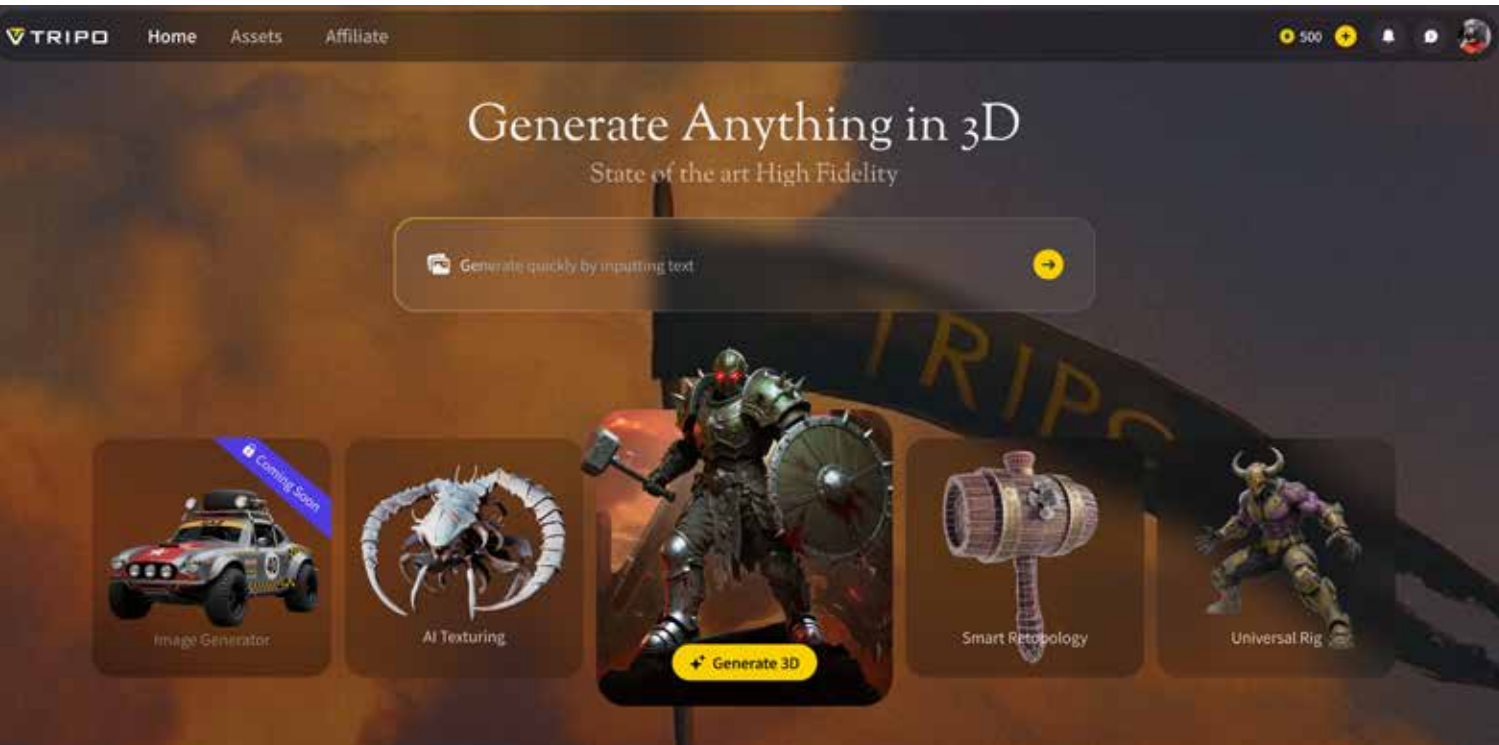 TRIPO Home Assets Affiliate 500
Generate Anything in 3D
State of the art High Fidelity
Generate quickly by inputting text
TRIPO
Coming Soon
40
Image Generator
AI Texturing
Generate 3D
Smart Retopology
Universal Rig